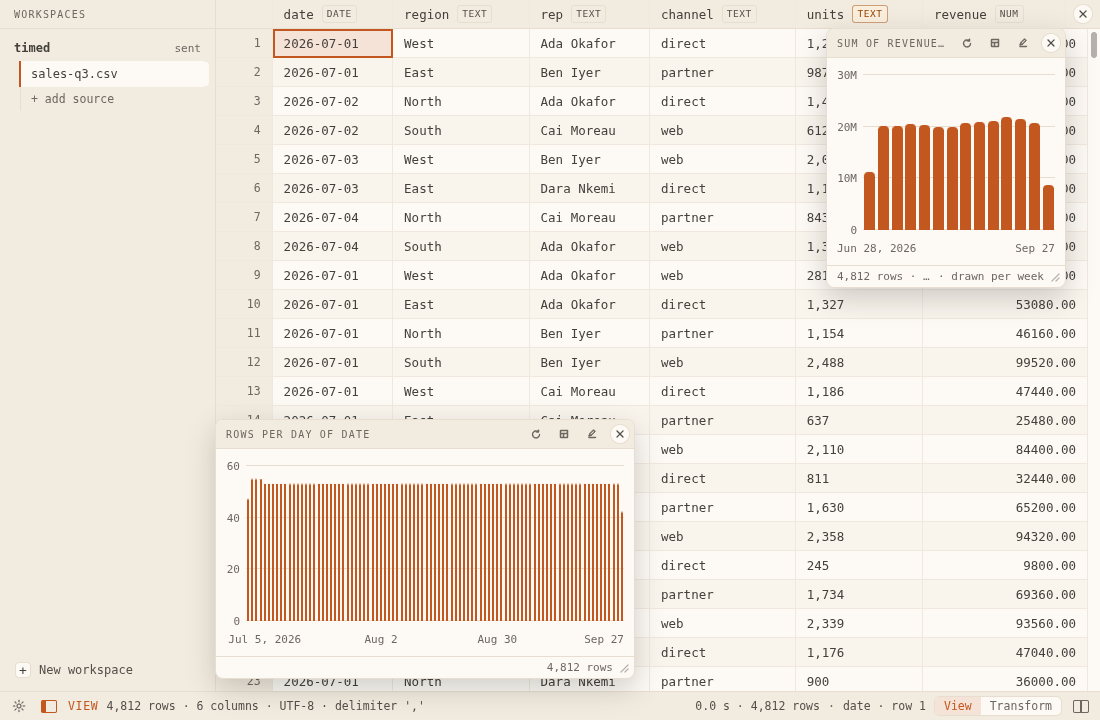 WORKSPACES
timed sent
sales-q3.csv
+ add source
+ New workspace
date DATE region TEXT rep TEXT channel TEXT units TEXT revenue NUM
1 2026-07-01 West Ada Okafor direct
2 2026-07-01 East Ben Iyer partner
3 2026-07-02 North Ada Okafor direct
4 2026-07-02 South Cai Moreau web
5 2026-07-03 West Ben Iyer web
6 2026-07-03 East Dara Nkemi direct
7 2026-07-04 North Cai Moreau partner
8 2026-07-04 South Ada Okafor web
9 2026-07-01 West Ada Okafor web
10 2026-07-01 East Ada Okafor direct 1,327 53080.00
11 2026-07-01 North Ben Iyer partner 1,154 46160.00
12 2026-07-01 South Ben Iyer web 2,488 99520.00
13 2026-07-01 West Cai Moreau direct 1,186 47440.00
14 2026-07-01 East Cai Moreau partner 637 25480.00
web 2,110 84400.00
direct 811 32440.00
partner 1,630 65200.00
web 2,358 94320.00
direct 245 9800.00
partner 1,734 69360.00
web 2,339 93560.00
direct 1,176 47040.00
23 2026-07-01 North Dara Nkemi partner 900 36000.00
SUM OF REVENUE…
30M
20M
10M
0
Jun 28, 2026 Sep 27
4,812 rows · … · drawn per week
ROWS PER DAY OF DATE
60
40
20
0
Jul 5, 2026 Aug 2 Aug 30 Sep 27
4,812 rows
VIEW 4,812 rows · 6 columns · UTF-8 · delimiter ','
0.0 s · 4,812 rows · date · row 1 View Transform